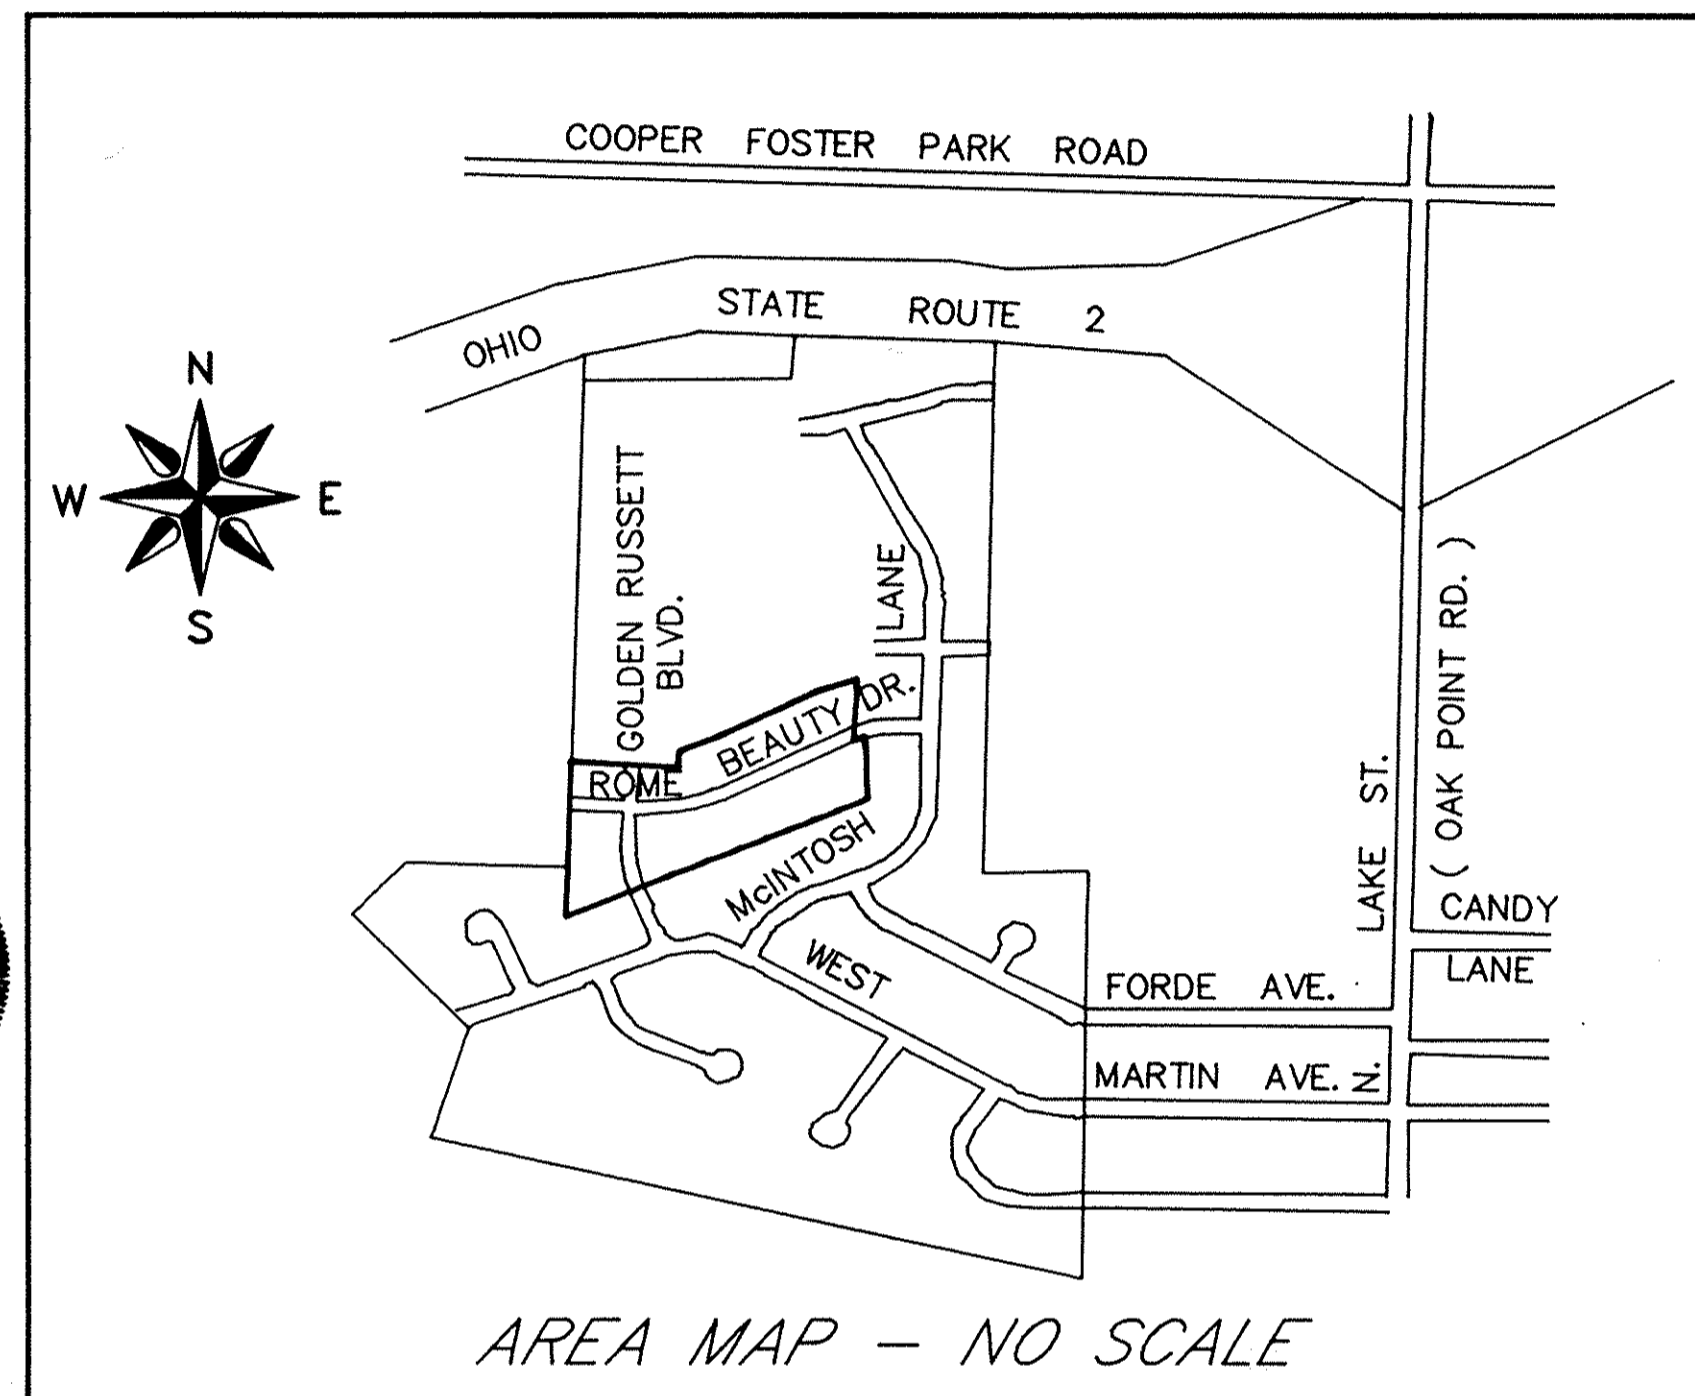 COOPER FOSTER PARK ROAD
OHIO STATE ROUTE 2
N
W E
S
GOLDEN RUSSETT
BLVD.
ROME BEAUTY DR.
McINTOSH LANE
N. LAKE ST.
( OAK POINT RD. )
CANDY
LANE
FORDE AVE.
WEST MARTIN AVE.
AREA MAP — NO SCALE